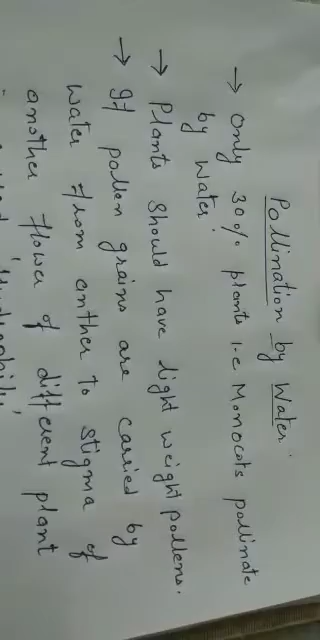 Pollination by Water.
→ Only 30% plants i.e Monocots pollinate
by Water
→ Plants should have light weight pollens.
→ If pollen grains are carried by
water from anther to stigma of
another flower of different plant